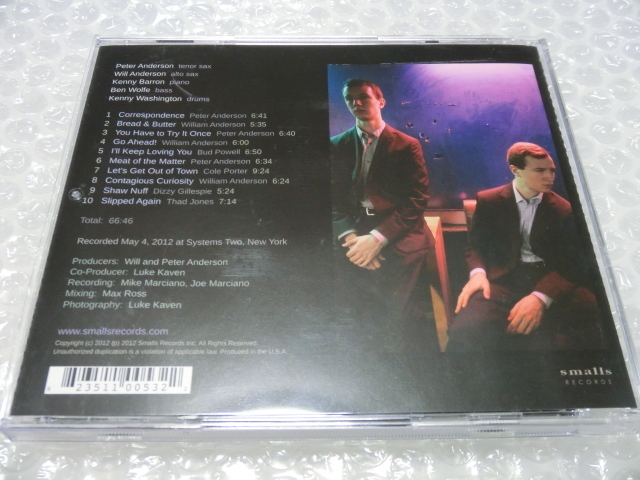 Peter Anderson tenor sax
Will Anderson alto sax
Kenny Barron piano
Ben Wolfe bass
Kenny Washington drums
1 Correspondence Peter Anderson 6:41
2 Bread & Butter William Anderson 5:35
3 You Have to Try It Once Peter Anderson 6:40
4 Go Ahead! William Anderson 6:00
5 I'll Keep Loving You Bud Powell 6:31
6 Meat of the Matter Peter Anderson 6:34
7 Let's Get Out of Town Cole Porter 9:24
8 Contagious Curiosity William Anderson 6:24
9 Shaw Nuff Dizzy Gillespie 5:24
10 Slipped Again Thad Jones 7:14
Total: 66:46
Recorded May 4, 2012 at Systems Two, New York
Producers: Will and Peter Anderson
Co-Producer: Luke Kaven
Recording: Mike Marciano, Joe Marciano
Mixing: Max Ross
Photography: Luke Kaven
www.smallsrecords.com
Copyright (c) 2012 (p) 2012 Smalls Records Inc. All Rights Reserved.
Unauthorized duplication is a violation of applicable law. Produced in the U.S.A.
8 23511 00532
smalls
RECORDS